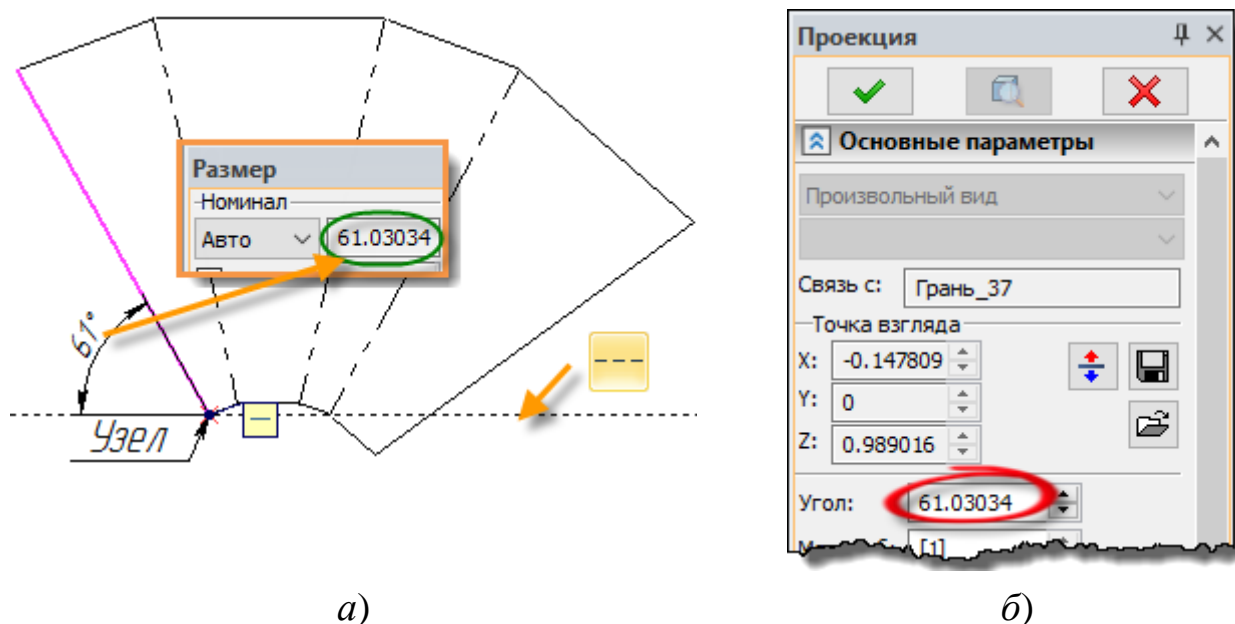 Размер
Номинал
Авто 61.03034
61°
Узел
а)
Проекция
Основные параметры
Произвольный вид
Связь с: Грань_37
Точка взгляда
X: -0.147809
Y: 0
Z: 0.989016
Угол: 61.03034
[1]
б)